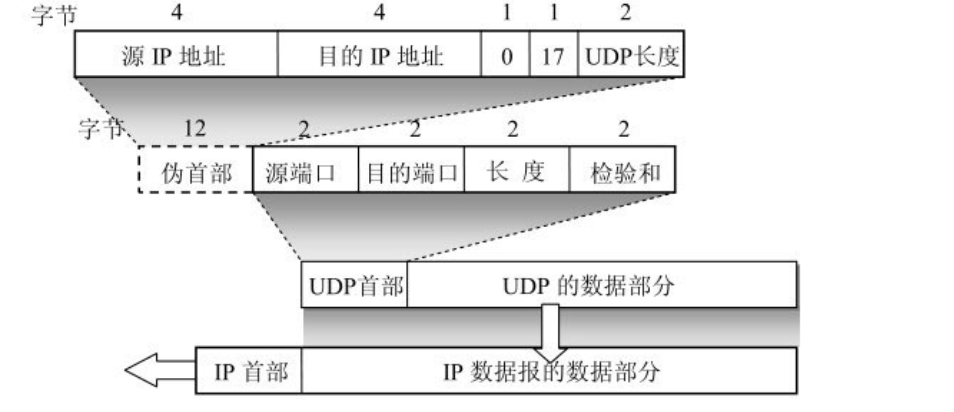 字节 4 4 1 1 2
源 IP 地址 目的 IP 地址 0 17 UDP长度
字节 12 2 2 2 2
伪首部 源端口 目的端口 长 度 检验和
UDP首部 UDP 的数据部分
IP 首部 IP 数据报的数据部分